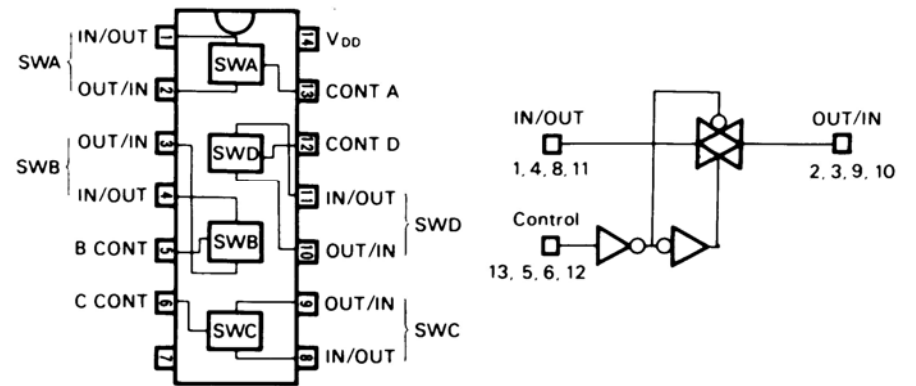 IN/OUT 1 14 VDD
SWA SWA
OUT/IN 2 13 CONT A
OUT/IN 3 12 CONT D
SWB SWD
IN/OUT 4 11 IN/OUT
SWD
B CONT 5 SWB 10 OUT/IN
C CONT 6 9 OUT/IN
SWC SWC
7 8 IN/OUT
IN/OUT OUT/IN
1, 4, 8, 11 2, 3, 9, 10
Control
13, 5, 6, 12